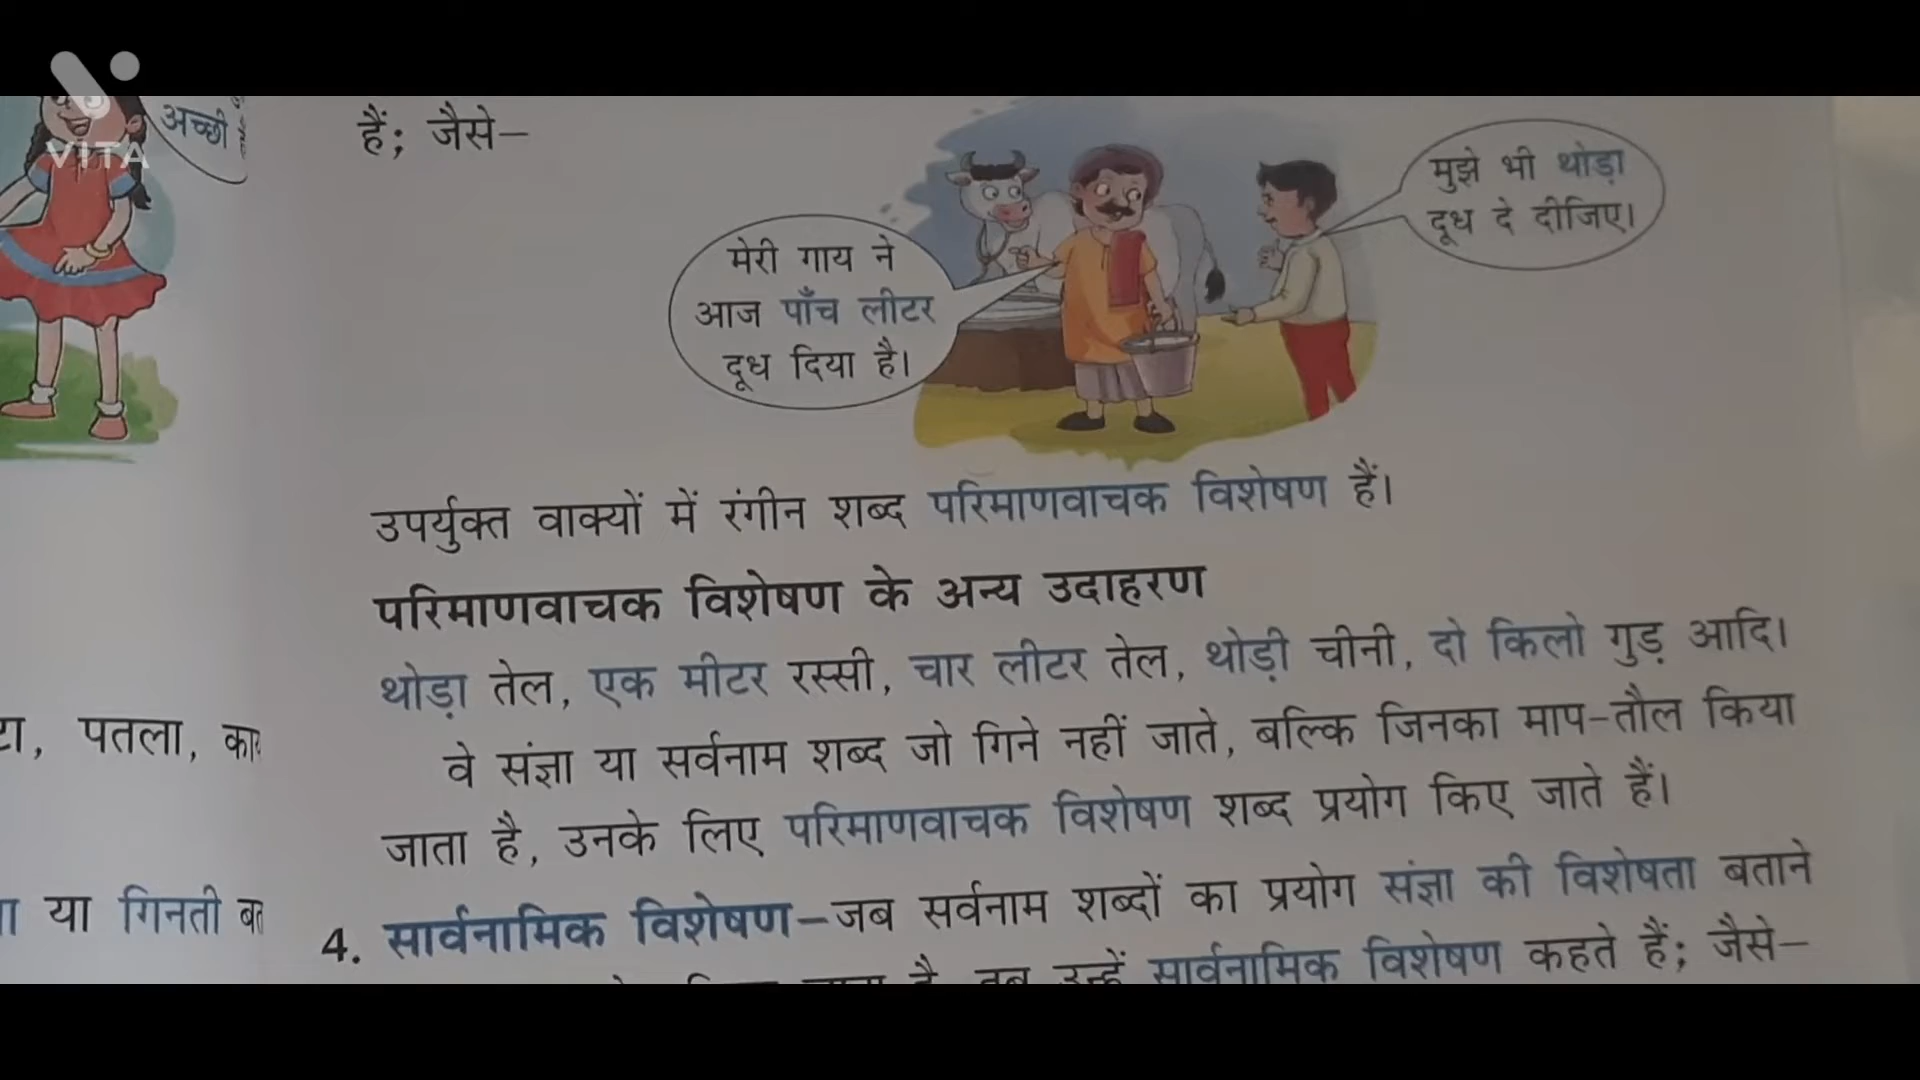 VITA
अच्छी
हैं; जैसे–
मेरी गाय ने
आज पाँच लीटर
दूध दिया है।
मुझे भी थोड़ा
दूध दे दीजिए।
उपर्युक्त वाक्यों में रंगीन शब्द परिमाणवाचक विशेषण हैं।
परिमाणवाचक विशेषण के अन्य उदाहरण
थोड़ा तेल, एक मीटर रस्सी, चार लीटर तेल, थोड़ी चीनी, दो किलो गुड़ आदि।
वे संज्ञा या सर्वनाम शब्द जो गिने नहीं जाते, बल्कि जिनका माप-तौल किया
जाता है, उनके लिए परिमाणवाचक विशेषण शब्द प्रयोग किए जाते हैं।
4. सार्वनामिक विशेषण–जब सर्वनाम शब्दों का प्रयोग संज्ञा की विशेषता बताने
है, तब उन्हें सार्वनामिक विशेषण कहते हैं; जैसे–
पतला,
या गिनती